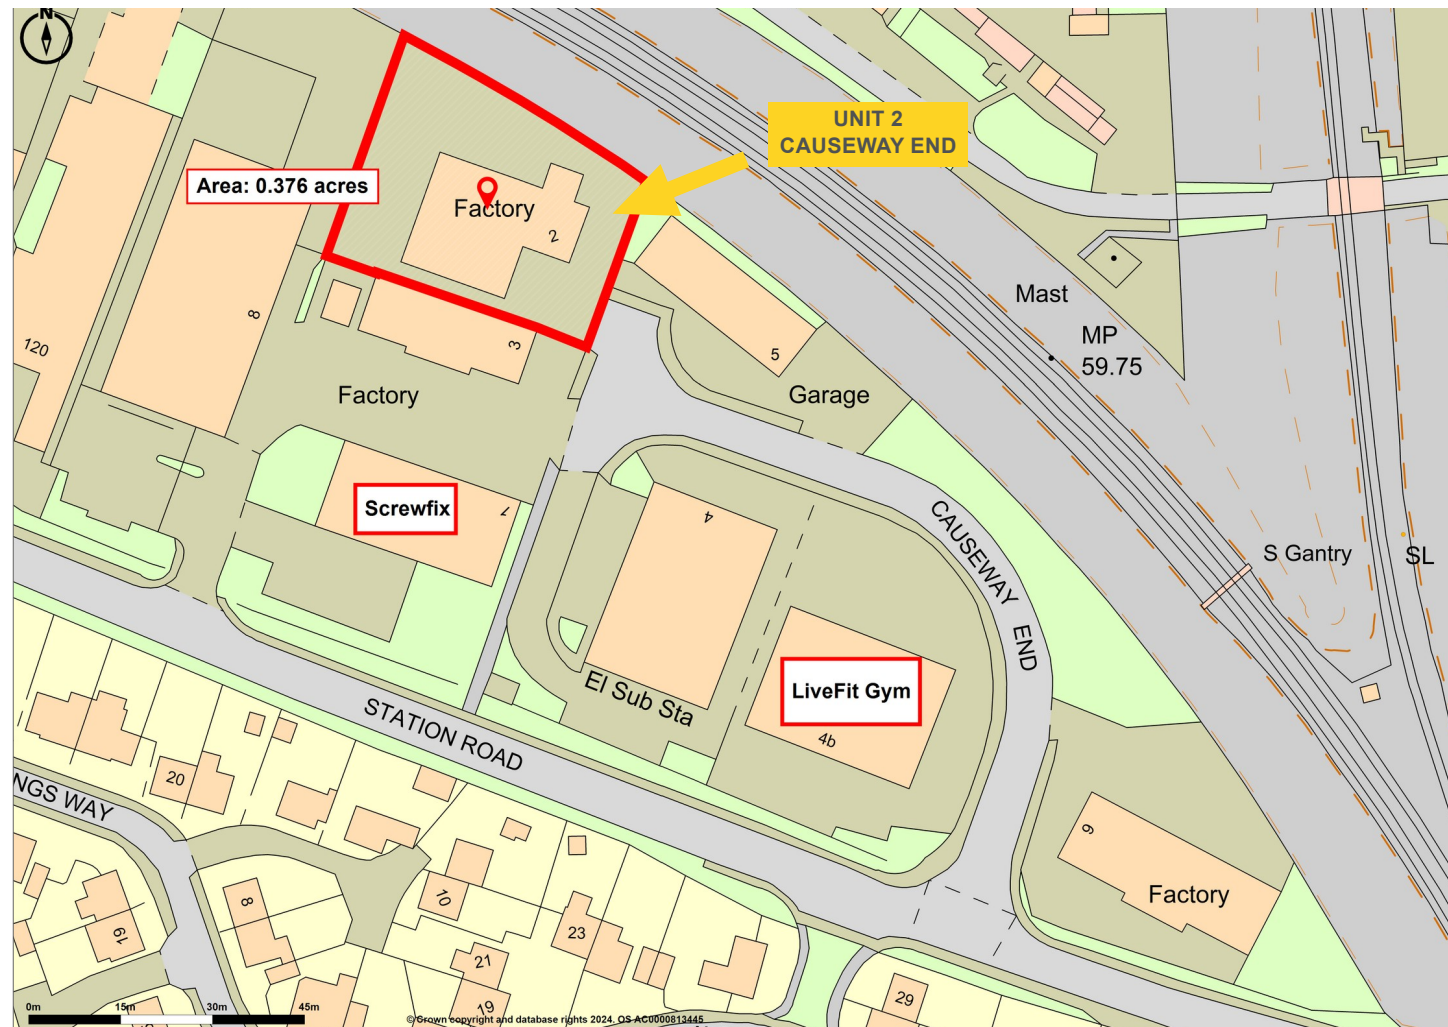 N
UNIT 2
CAUSEWAY END
Area: 0.376 acres
Factory
2
Mast
MP
59.75
8
120
3
5
Factory
Garage
Screwfix
7
4
CAUSEWAY END
S Gantry
SL
El Sub Sta
LiveFit Gym
4b
STATION ROAD
20
NGS WAY
9
Factory
8
10
19
23
21
19
29
0m 15m 30m 45m
© Crown copyright and database rights 2024. OS AC0000813445